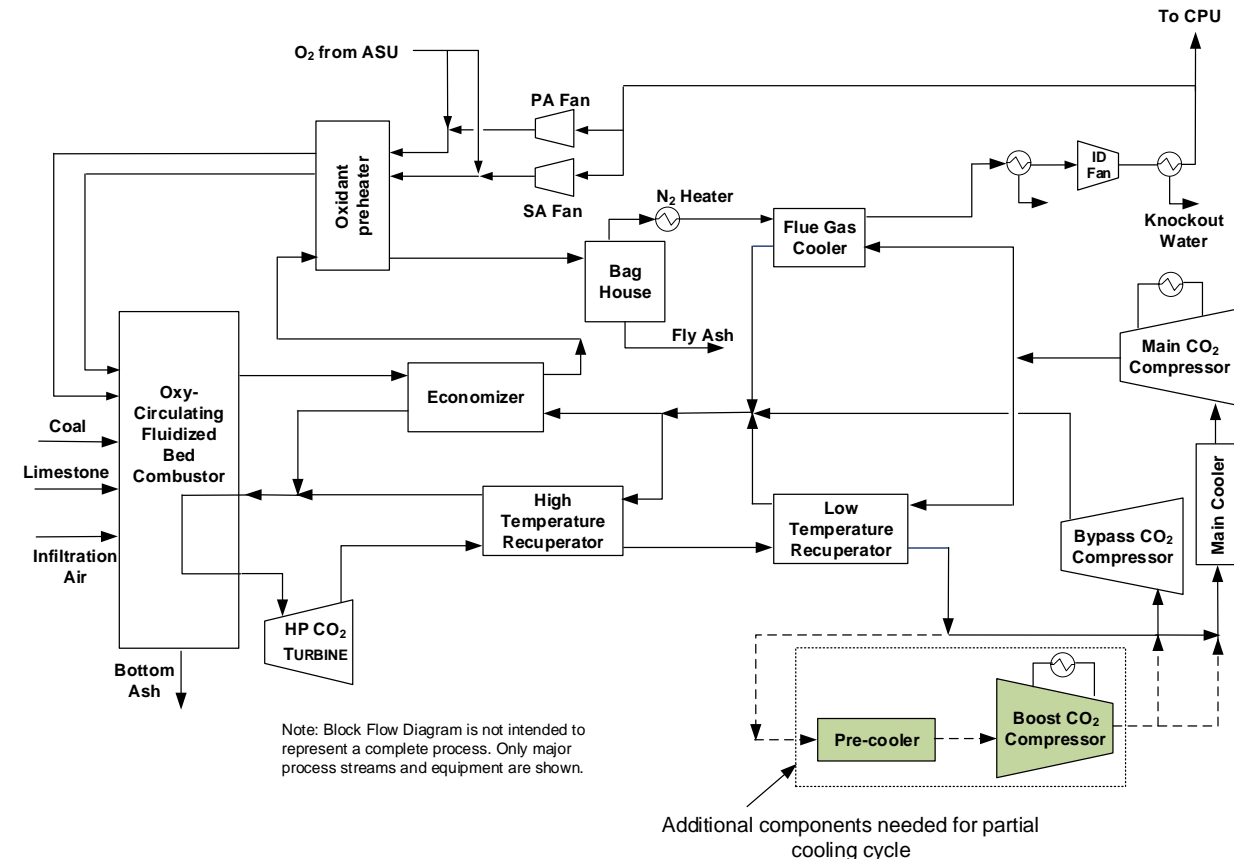 To CPU
O2 from ASU
PA Fan
Oxidant
preheater
SA Fan
ID
Fan
N2 Heater
Knockout
Water
Flue Gas
Cooler
Bag
House
Fly Ash
Main CO2
Compressor
Economizer
Oxy-
Circulating
Fluidized
Bed
Combustor
Coal
Limestone
Infiltration
Air
High
Temperature
Recuperator
Low
Temperature
Recuperator
Bypass CO2
Compressor
Main Cooler
HP CO2
TURBINE
Bottom
Ash
Note: Block Flow Diagram is not intended to
represent a complete process. Only major
process streams and equipment are shown.
Pre-cooler
Boost CO2
Compressor
Additional components needed for partial
cooling cycle